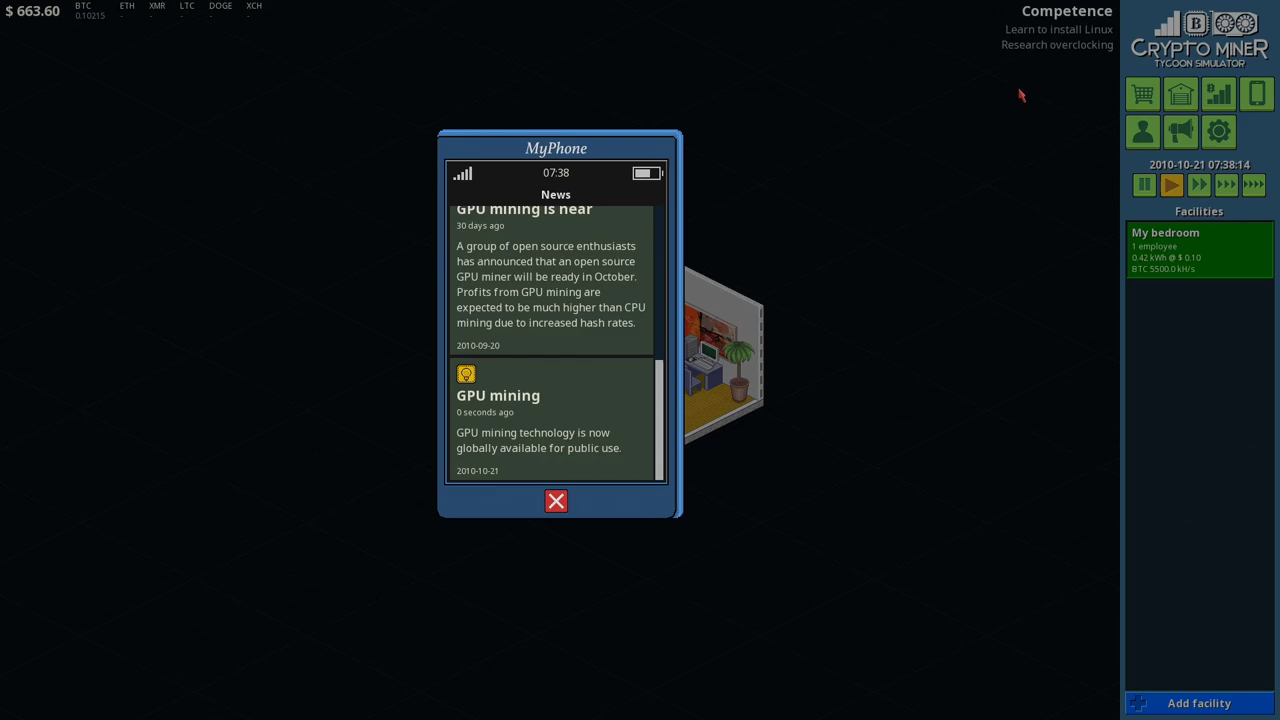 $ 663.60
BTC ETH XMR LTC DOGE XCH
0.10215 - - - - -
Competence
Learn to install Linux
Research overclocking
CRYPTO MINER
TYCOON SIMULATOR
2010-10-21 07:38:14
Facilities
My bedroom
1 employee
0.42 kWh @ $ 0.10
BTC 5500.0 kH/s
Add facility
MyPhone
07:38
News
GPU mining is near
30 days ago
A group of open source enthusiasts
has announced that an open source
GPU miner will be ready in October.
Profits from GPU mining are
expected to be much higher than CPU
mining due to increased hash rates.
2010-09-20
GPU mining
0 seconds ago
GPU mining technology is now
globally available for public use.
2010-10-21